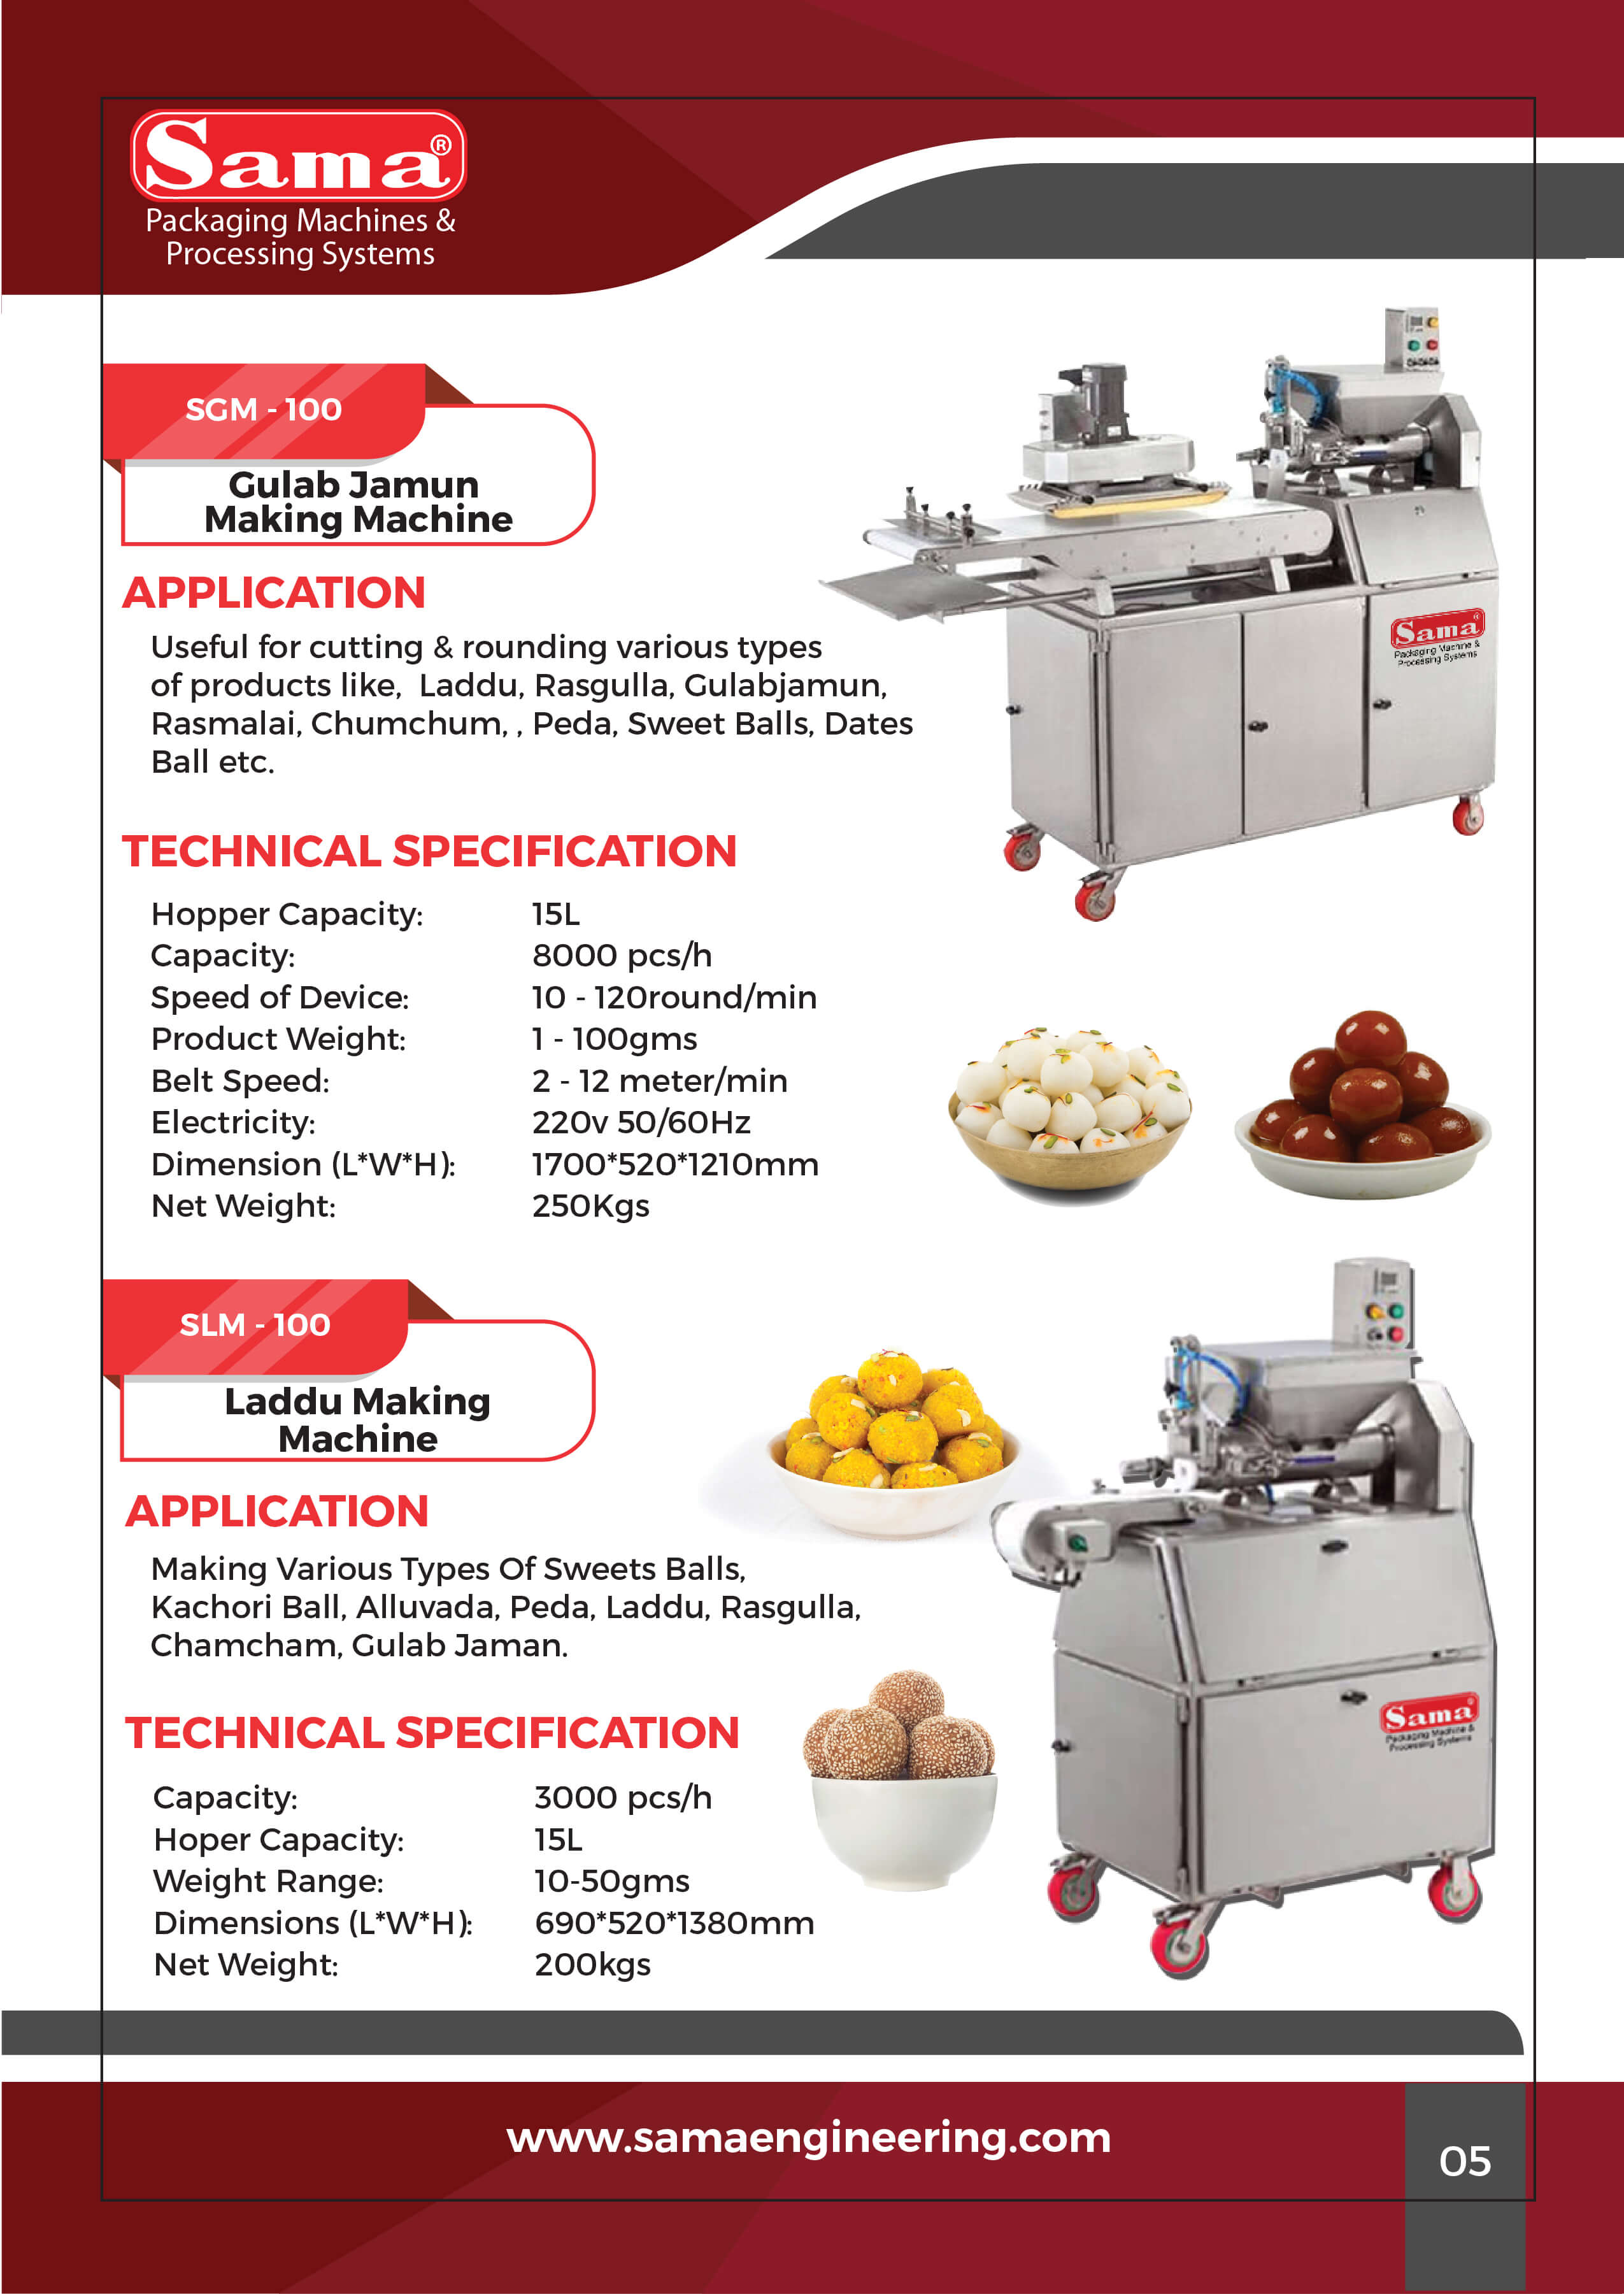 Sama®
Packaging Machines &
Processing Systems
SGM - 100
Gulab Jamun
Making Machine
APPLICATION
Useful for cutting & rounding various types
of products like,  Laddu, Rasgulla, Gulabjamun,
Rasmalai, Chumchum, , Peda, Sweet Balls, Dates
Ball etc.
Sama®
Packaging Machine &
Processing Systems
TECHNICAL SPECIFICATION
Hopper Capacity: 15L
Capacity: 8000 pcs/h
Speed of Device: 10 - 120round/min
Product Weight: 1 - 100gms
Belt Speed: 2 - 12 meter/min
Electricity: 220v 50/60Hz
Dimension (L*W*H): 1700*520*1210mm
Net Weight: 250Kgs
SLM - 100
Laddu Making
Machine
APPLICATION
Making Various Types Of Sweets Balls,
Kachori Ball, Alluvada, Peda, Laddu, Rasgulla,
Chamcham, Gulab Jaman.
TECHNICAL SPECIFICATION
Sama®
Packaging Machine &
Processing Systems
Capacity: 3000 pcs/h
Hoper Capacity: 15L
Weight Range: 10-50gms
Dimensions (L*W*H): 690*520*1380mm
Net Weight: 200kgs
www.samaengineering.com
05